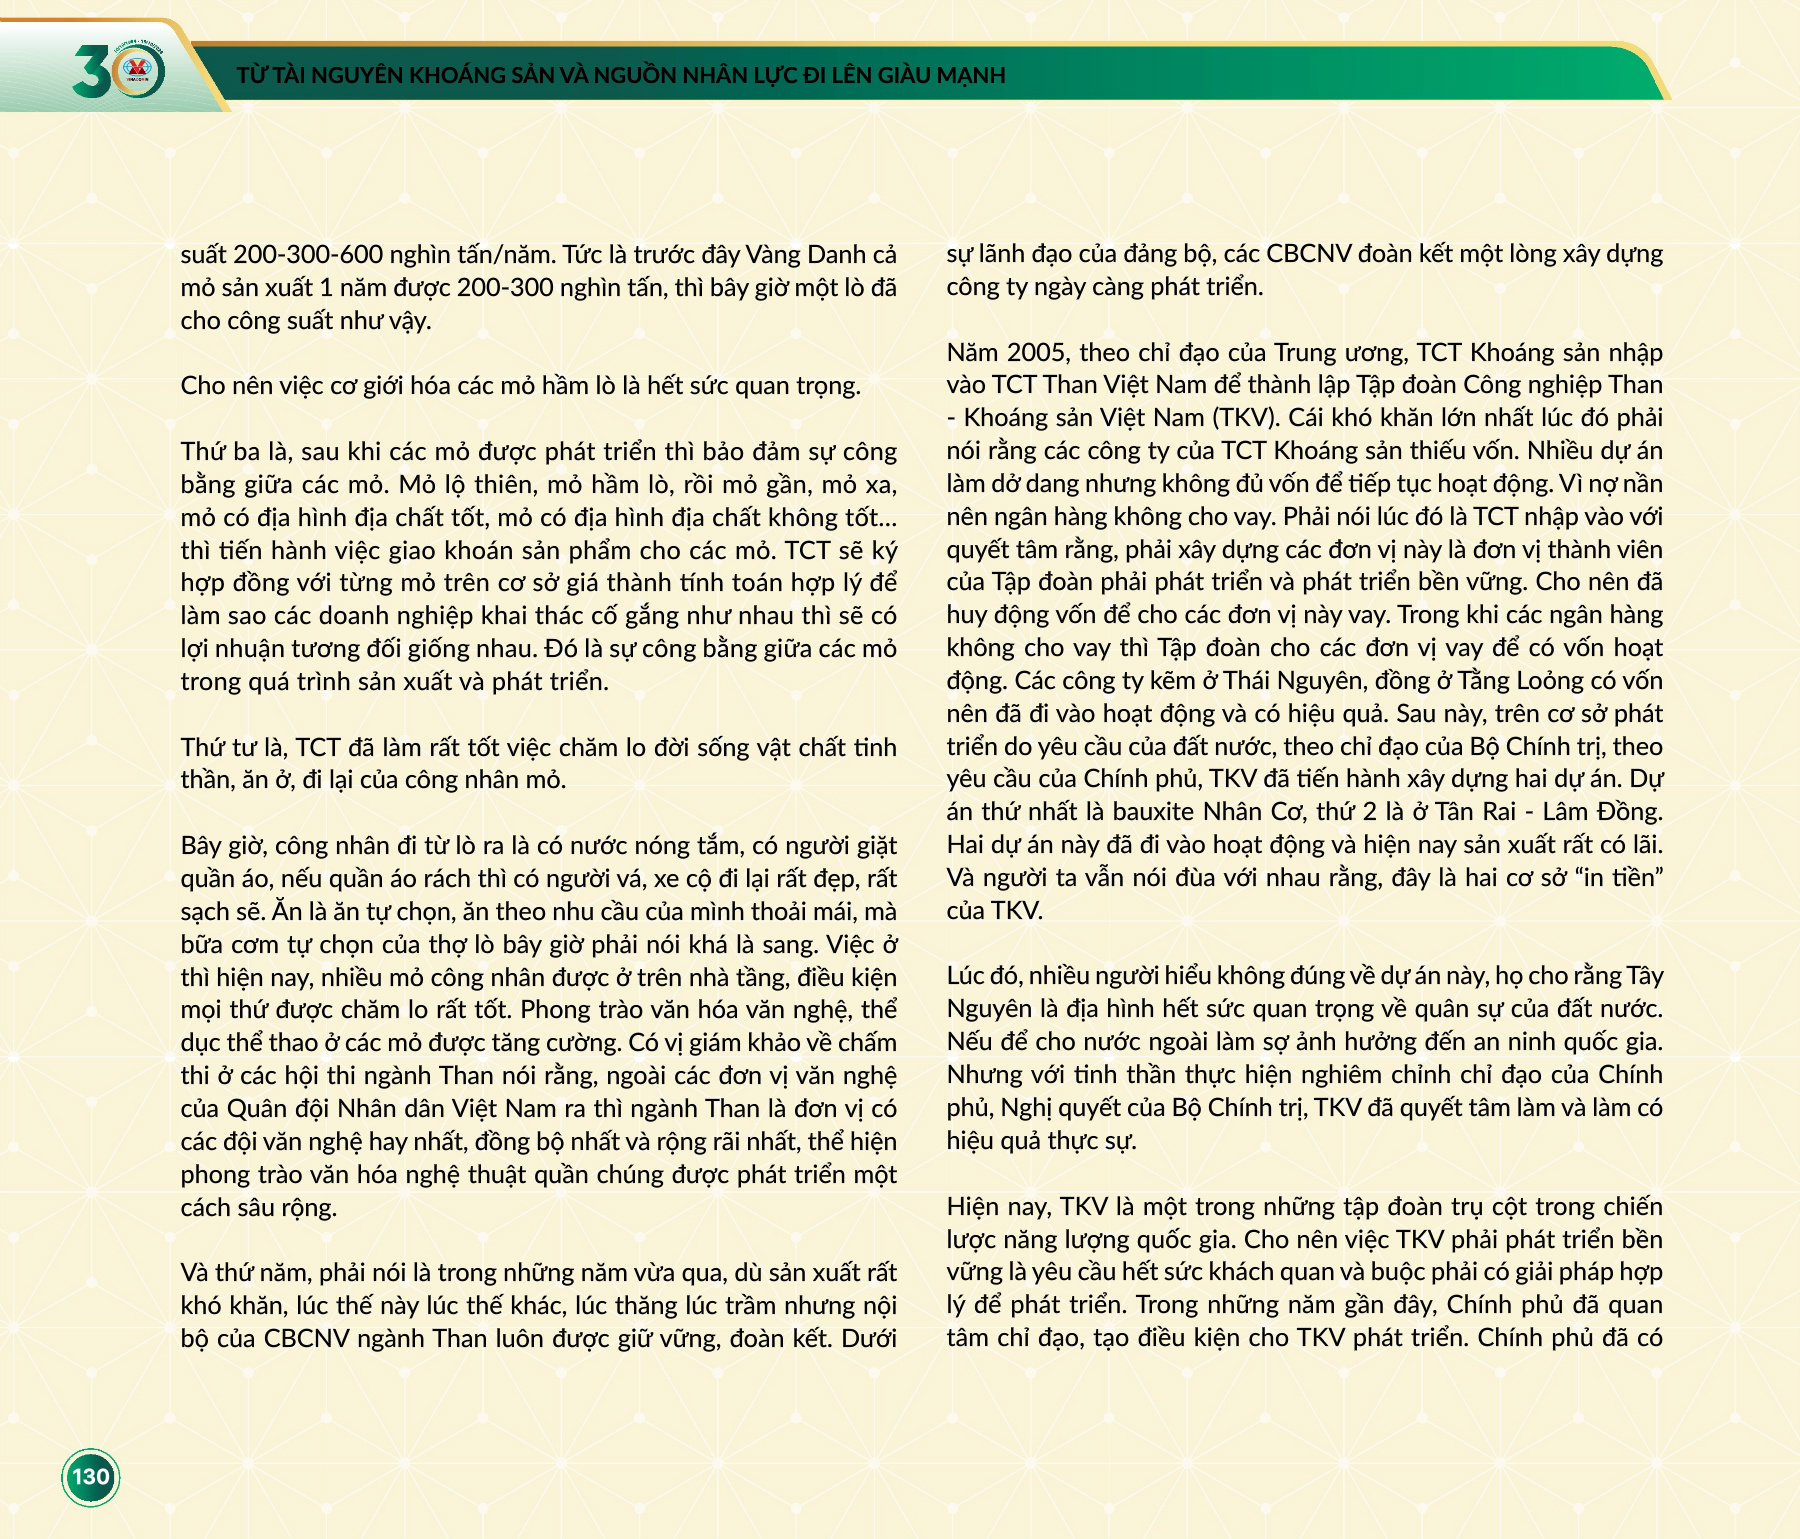 30
TỪ TÀI NGUYÊN KHOÁNG SẢN VÀ NGUỒN NHÂN LỰC ĐI LÊN GIÀU MẠNH
suất 200-300-600 nghìn tấn/năm. Tức là trước đây Vàng Danh cả
mỏ sản xuất 1 năm được 200-300 nghìn tấn, thì bây giờ một lò đã
cho công suất như vậy.
Cho nên việc cơ giới hóa các mỏ hầm lò là hết sức quan trọng.
Thứ ba là, sau khi các mỏ được phát triển thì bảo đảm sự công
bằng giữa các mỏ. Mỏ lộ thiên, mỏ hầm lò, rồi mỏ gần, mỏ xa,
mỏ có địa hình địa chất tốt, mỏ có địa hình địa chất không tốt...
thì tiến hành việc giao khoán sản phẩm cho các mỏ. TCT sẽ ký
hợp đồng với từng mỏ trên cơ sở giá thành tính toán hợp lý để
làm sao các doanh nghiệp khai thác cố gắng như nhau thì sẽ có
lợi nhuận tương đối giống nhau. Đó là sự công bằng giữa các mỏ
trong quá trình sản xuất và phát triển.
Thứ tư là, TCT đã làm rất tốt việc chăm lo đời sống vật chất tinh
thần, ăn ở, đi lại của công nhân mỏ.
Bây giờ, công nhân đi từ lò ra là có nước nóng tắm, có người giặt
quần áo, nếu quần áo rách thì có người vá, xe cộ đi lại rất đẹp, rất
sạch sẽ. Ăn là ăn tự chọn, ăn theo nhu cầu của mình thoải mái, mà
bữa cơm tự chọn của thợ lò bây giờ phải nói khá là sang. Việc ở
thì hiện nay, nhiều mỏ công nhân được ở trên nhà tầng, điều kiện
mọi thứ được chăm lo rất tốt. Phong trào văn hóa văn nghệ, thể
dục thể thao ở các mỏ được tăng cường. Có vị giám khảo về chấm
thi ở các hội thi ngành Than nói rằng, ngoài các đơn vị văn nghệ
của Quân đội Nhân dân Việt Nam ra thì ngành Than là đơn vị có
các đội văn nghệ hay nhất, đồng bộ nhất và rộng rãi nhất, thể hiện
phong trào văn hóa nghệ thuật quần chúng được phát triển một
cách sâu rộng.
Và thứ năm, phải nói là trong những năm vừa qua, dù sản xuất rất
khó khăn, lúc thế này lúc thế khác, lúc thăng lúc trầm nhưng nội
bộ của CBCNV ngành Than luôn được giữ vững, đoàn kết. Dưới
sự lãnh đạo của đảng bộ, các CBCNV đoàn kết một lòng xây dựng
công ty ngày càng phát triển.
Năm 2005, theo chỉ đạo của Trung ương, TCT Khoáng sản nhập
vào TCT Than Việt Nam để thành lập Tập đoàn Công nghiệp Than
- Khoáng sản Việt Nam (TKV). Cái khó khăn lớn nhất lúc đó phải
nói rằng các công ty của TCT Khoáng sản thiếu vốn. Nhiều dự án
làm dở dang nhưng không đủ vốn để tiếp tục hoạt động. Vì nợ nần
nên ngân hàng không cho vay. Phải nói lúc đó là TCT nhập vào với
quyết tâm rằng, phải xây dựng các đơn vị này là đơn vị thành viên
của Tập đoàn phải phát triển và phát triển bền vững. Cho nên đã
huy động vốn để cho các đơn vị này vay. Trong khi các ngân hàng
không cho vay thì Tập đoàn cho các đơn vị vay để có vốn hoạt
động. Các công ty kẽm ở Thái Nguyên, đồng ở Tằng Loỏng có vốn
nên đã đi vào hoạt động và có hiệu quả. Sau này, trên cơ sở phát
triển do yêu cầu của đất nước, theo chỉ đạo của Bộ Chính trị, theo
yêu cầu của Chính phủ, TKV đã tiến hành xây dựng hai dự án. Dự
án thứ nhất là bauxite Nhân Cơ, thứ 2 là ở Tân Rai - Lâm Đồng.
Hai dự án này đã đi vào hoạt động và hiện nay sản xuất rất có lãi.
Và người ta vẫn nói đùa với nhau rằng, đây là hai cơ sở “in tiền”
của TKV.
Lúc đó, nhiều người hiểu không đúng về dự án này, họ cho rằng Tây
Nguyên là địa hình hết sức quan trọng về quân sự của đất nước.
Nếu để cho nước ngoài làm sợ ảnh hưởng đến an ninh quốc gia.
Nhưng với tinh thần thực hiện nghiêm chỉnh chỉ đạo của Chính
phủ, Nghị quyết của Bộ Chính trị, TKV đã quyết tâm làm và làm có
hiệu quả thực sự.
Hiện nay, TKV là một trong những tập đoàn trụ cột trong chiến
lược năng lượng quốc gia. Cho nên việc TKV phải phát triển bền
vững là yêu cầu hết sức khách quan và buộc phải có giải pháp hợp
lý để phát triển. Trong những năm gần đây, Chính phủ đã quan
tâm chỉ đạo, tạo điều kiện cho TKV phát triển. Chính phủ đã có
130